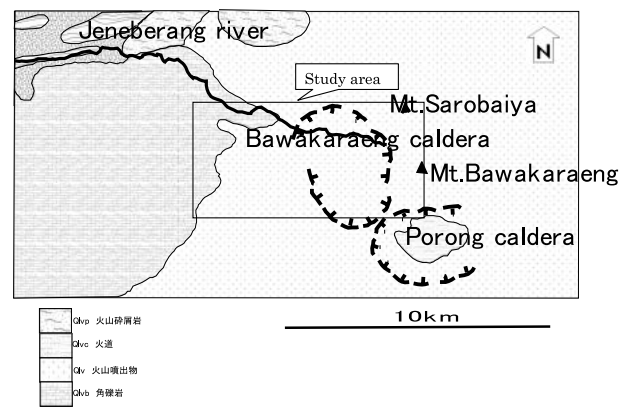 Jeneberang river
N
Study area
Mt.Sarobaiya
Bawakaraeng caldera
Mt.Bawakaraeng
Porong caldera
10km
Qlvp 火山砕屑岩
Qlvc 火道
Qlv 火山噴出物
Qlvb 角礫岩